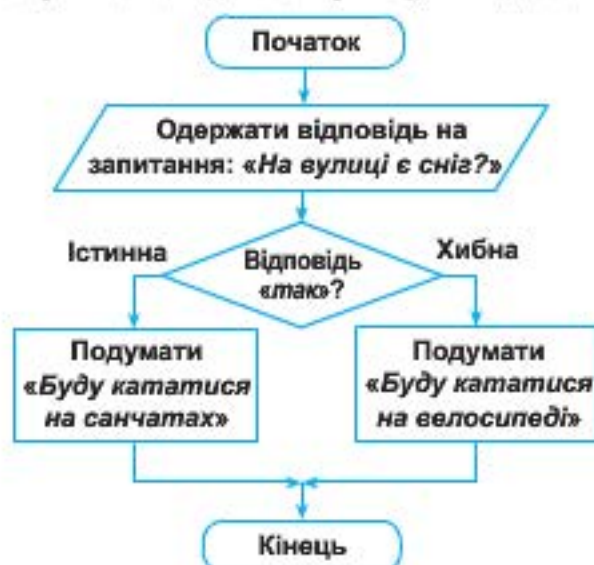 Початок
Одержати відповідь на
запитання: «На вулиці є сніг?»
Істинна
Відповідь
«так»?
Хибна
Подумати
«Буду кататися
на санчатах»
Подумати
«Буду кататися
на велосипеді»
Кінець